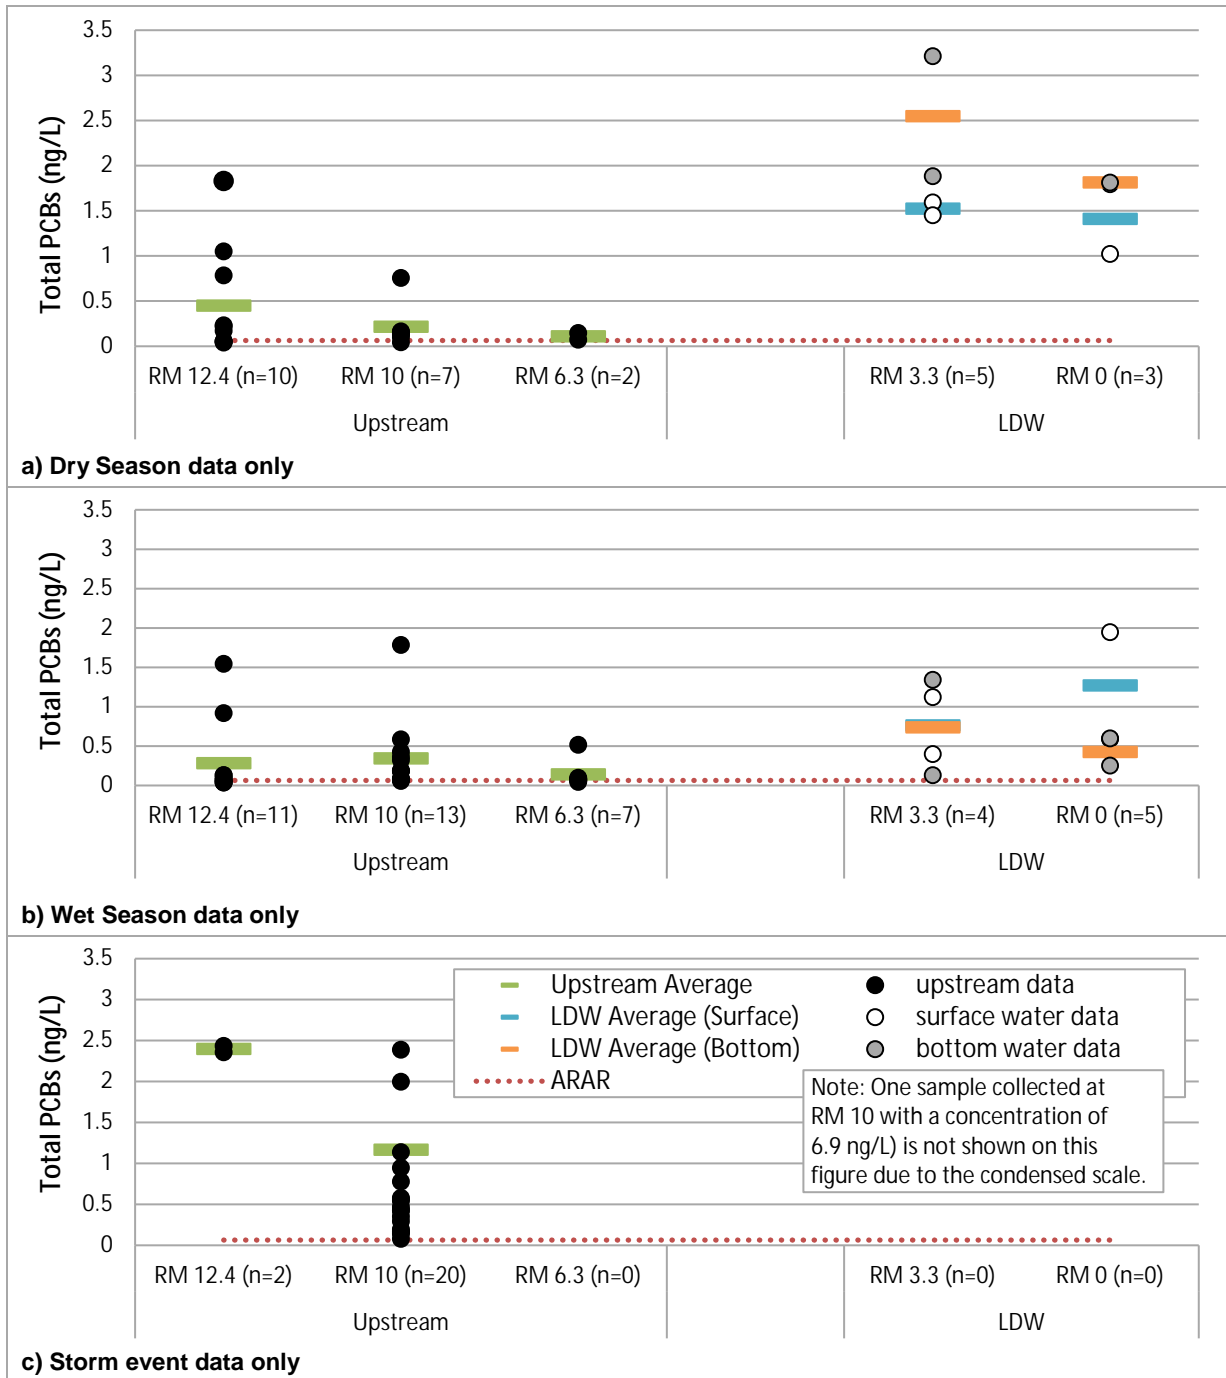 3.5
3
2.5
2
1.5
1
0.5
0
Total PCBs (ng/L)
RM 12.4 (n=10) RM 10 (n=7) RM 6.3 (n=2) RM 3.3 (n=5) RM 0 (n=3)
Upstream LDW
a) Dry Season data only
3.5
3
2.5
2
1.5
1
0.5
0
Total PCBs (ng/L)
RM 12.4 (n=11) RM 10 (n=13) RM 6.3 (n=7) RM 3.3 (n=4) RM 0 (n=5)
Upstream LDW
b) Wet Season data only
3.5
3
2.5
2
1.5
1
0.5
0
Total PCBs (ng/L)
Upstream Average upstream data
LDW Average (Surface) surface water data
LDW Average (Bottom) bottom water data
ARAR
Note: One sample collected at
RM 10 with a concentration of
6.9 ng/L) is not shown on this
figure due to the condensed scale.
RM 12.4 (n=2) RM 10 (n=20) RM 6.3 (n=0) RM 3.3 (n=0) RM 0 (n=0)
Upstream LDW
c) Storm event data only